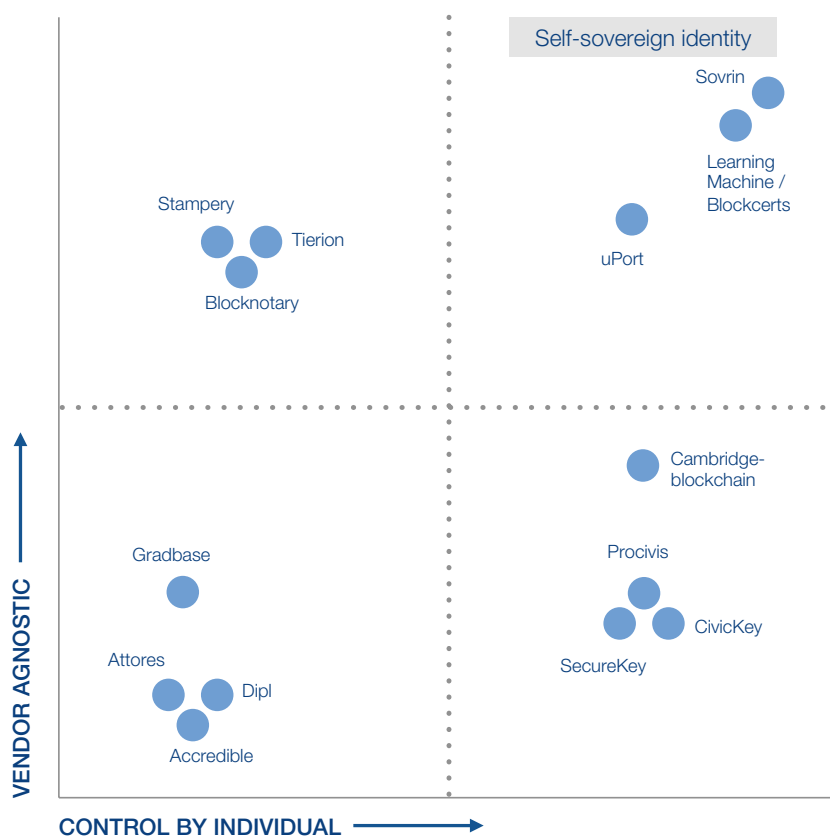 Self-sovereign identity
Sovrin
Learning
Machine /
Blockcerts
Stampery
Tierion
Blocknotary
uPort
Cambridge-
blockchain
Procivis
CivicKey
SecureKey
Gradbase
Attores
Dipl
Accredible
VENDOR AGNOSTIC
CONTROL BY INDIVIDUAL